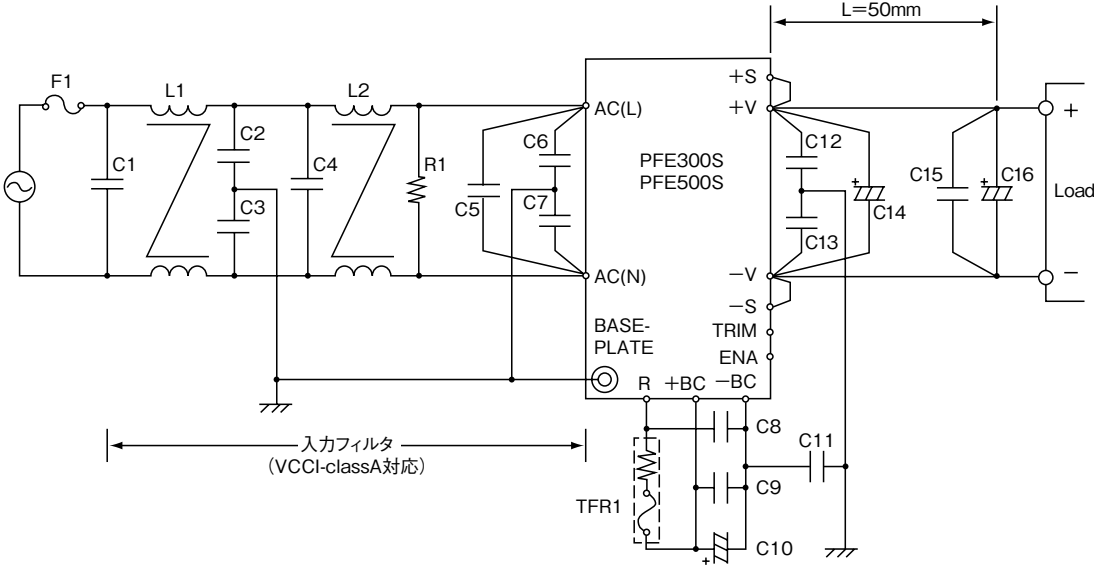 L=50mm
F1
L1
L2
+S
+V
AC(L)
+
C2
C6
C12
C1
C4
R1
PFE300S
PFE500S
C15
C16
C3
C5
C7
C14
Load
C13
+
+
AC(N)
−V
−
−S
BASE-
PLATE
TRIM
ENA
R
+BC
−BC
C8
入力フィルタ
(VCCI-classA対応)
C11
C9
TFR1
C10
+